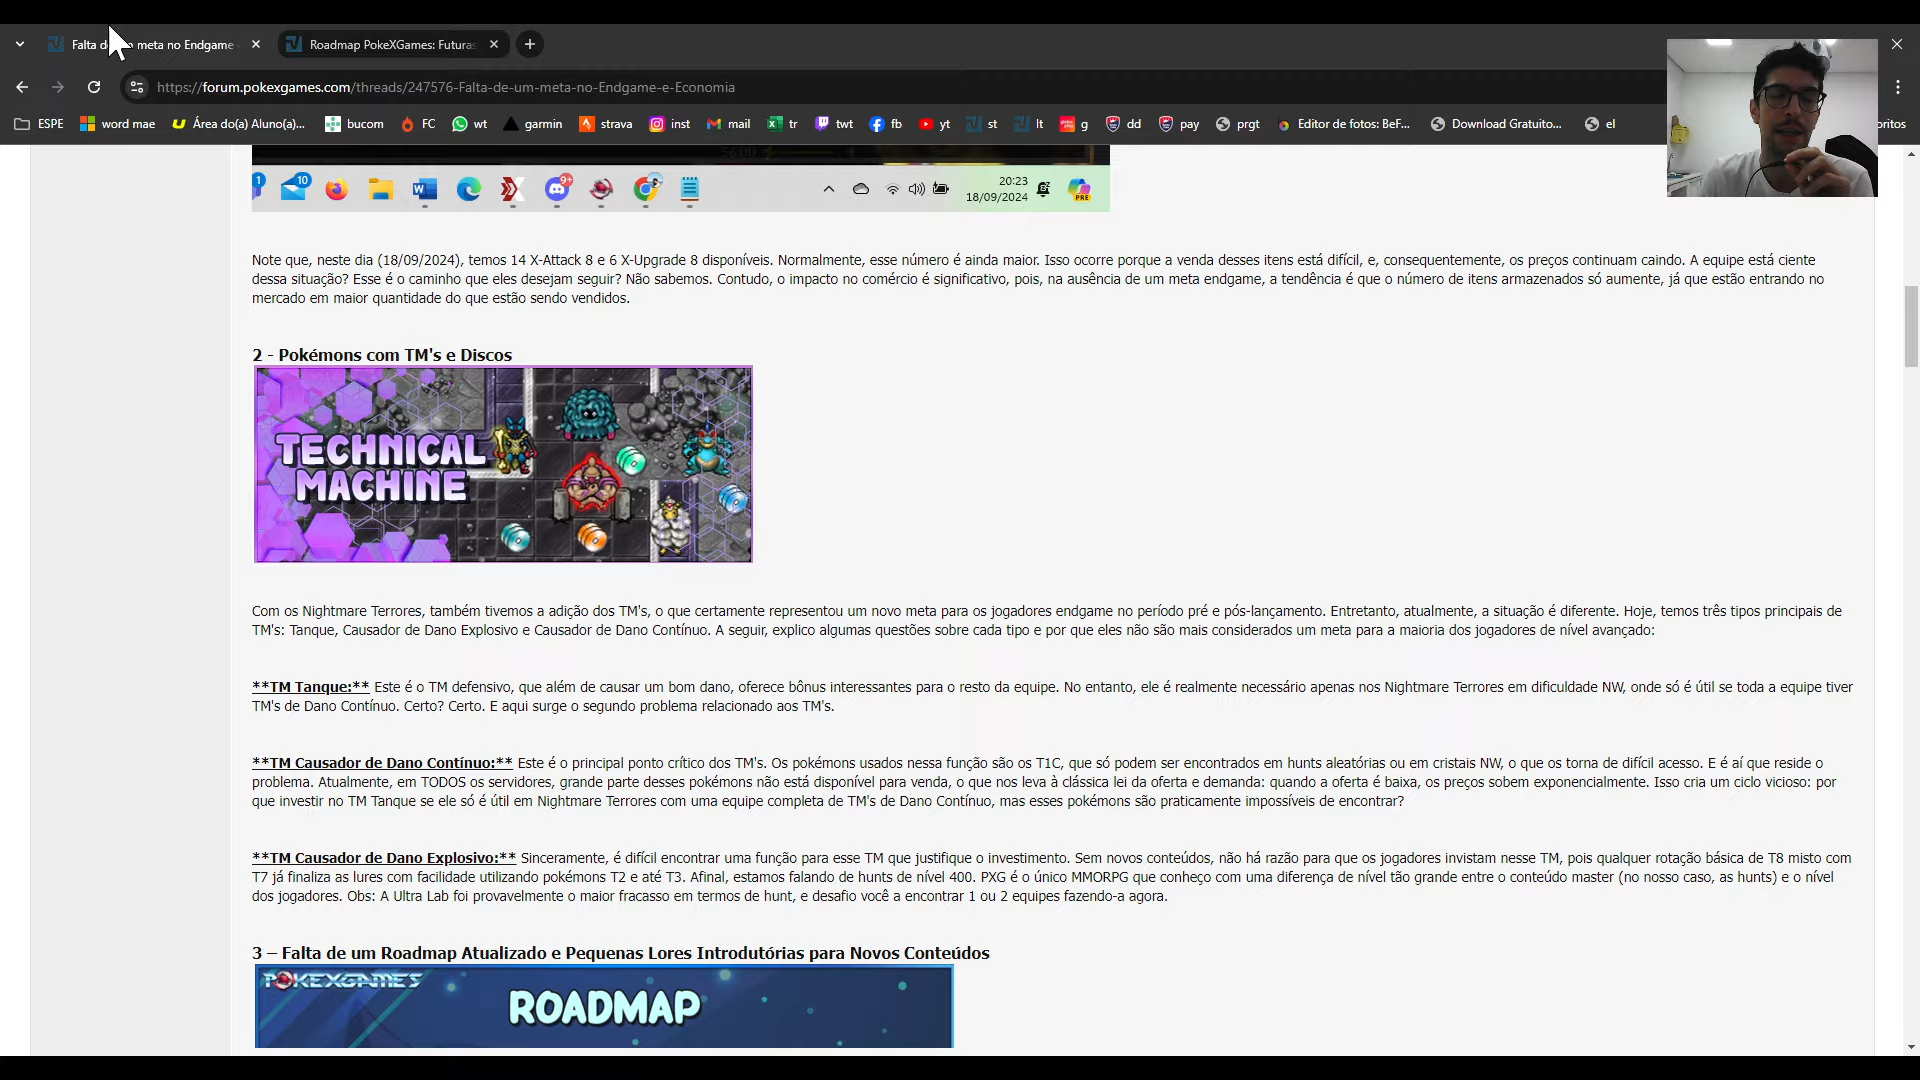 Falta d
meta no Endgame
Roadmap PokeXGames: Futuras
https://forum.pokexgames.com/threads/247576-Falta-de-um-meta-no-Endgame-e-Economia
ESPE
word mae
Área do(a) Aluno(a)...
bucom
FC
wt
garmin
strava
inst
mail
tr
twt
fb
yt
st
lt
g
dd
pay
prgt
Editor de fotos: BeF...
Download Gratuito...
el
oritos
1
10
9+
20:23
18/09/2024
PRE
Note que, neste dia (18/09/2024), temos 14 X-Attack 8 e 6 X-Upgrade 8 disponíveis. Normalmente, esse número é ainda maior. Isso ocorre porque a venda desses itens está difícil, e, consequentemente, os preços continuam caindo. A equipe está ciente
dessa situação? Esse é o caminho que eles desejam seguir? Não sabemos. Contudo, o impacto no comércio é significativo, pois, na ausência de um meta endgame, a tendência é que o número de itens armazenados só aumente, já que estão entrando no
mercado em maior quantidade do que estão sendo vendidos.
2 - Pokémons com TM's e Discos
TECHNICAL
MACHINE
Com os Nightmare Terrores, também tivemos a adição dos TM's, o que certamente representou um novo meta para os jogadores endgame no período pré e pós-lançamento. Entretanto, atualmente, a situação é diferente. Hoje, temos três tipos principais de
TM's: Tanque, Causador de Dano Explosivo e Causador de Dano Contínuo. A seguir, explico algumas questões sobre cada tipo e por que eles não são mais considerados um meta para a maioria dos jogadores de nível avançado:
**TM Tanque:** Este é o TM defensivo, que além de causar um bom dano, oferece bônus interessantes para o resto da equipe. No entanto, ele é realmente necessário apenas nos Nightmare Terrores em dificuldade NW, onde só é útil se toda a equipe tiver
TM's de Dano Contínuo. Certo? Certo. E aqui surge o segundo problema relacionado aos TM's.
**TM Causador de Dano Contínuo:** Este é o principal ponto crítico dos TM's. Os pokémons usados nessa função são os T1C, que só podem ser encontrados em hunts aleatórias ou em cristais NW, o que os torna de difícil acesso. E é aí que reside o
problema. Atualmente, em TODOS os servidores, grande parte desses pokémons não está disponível para venda, o que nos leva à clássica lei da oferta e demanda: quando a oferta é baixa, os preços sobem exponencialmente. Isso cria um ciclo vicioso: por
que investir no TM Tanque se ele só é útil em Nightmare Terrores com uma equipe completa de TM's de Dano Contínuo, mas esses pokémons são praticamente impossíveis de encontrar?
**TM Causador de Dano Explosivo:** Sinceramente, é difícil encontrar uma função para esse TM que justifique o investimento. Sem novos conteúdos, não há razão para que os jogadores invistam nesse TM, pois qualquer rotação básica de T8 misto com
T7 já finaliza as lures com facilidade utilizando pokémons T2 e até T3. Afinal, estamos falando de hunts de nível 400. PXG é o único MMORPG que conheço com uma diferença de nível tão grande entre o conteúdo master (no nosso caso, as hunts) e o nível
dos jogadores. Obs: A Ultra Lab foi provavelmente o maior fracasso em termos de hunt, e desafio você a encontrar 1 ou 2 equipes fazendo-a agora.
3 – Falta de um Roadmap Atualizado e Pequenas Lores Introdutórias para Novos Conteúdos
POKEXGAMES
ROADMAP